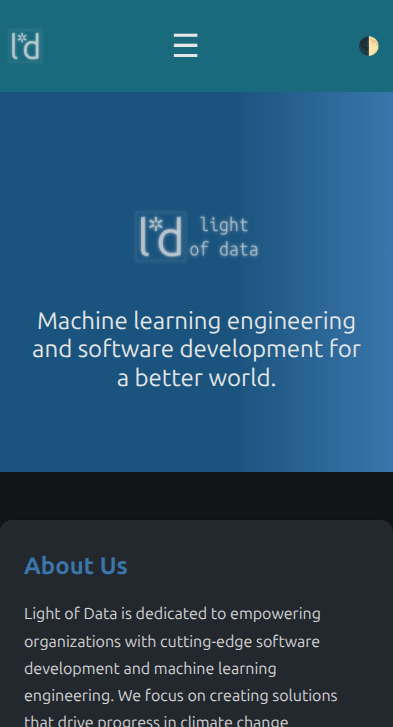 l*d
l*d light
of data
Machine learning engineering
and software development for
a better world.
About Us
Light of Data is dedicated to empowering
organizations with cutting-edge software
development and machine learning
engineering. We focus on creating solutions
that drive progress in climate change